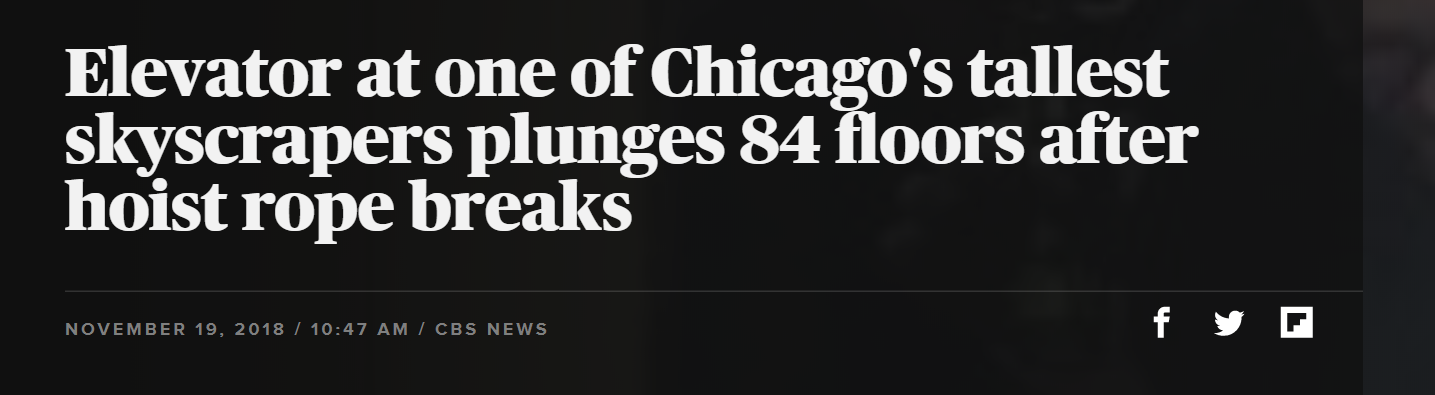 Elevator at one of Chicago's tallest
skyscrapers plunges 84 floors after
hoist rope breaks
NOVEMBER 19, 2018 / 10:47 AM / CBS NEWS